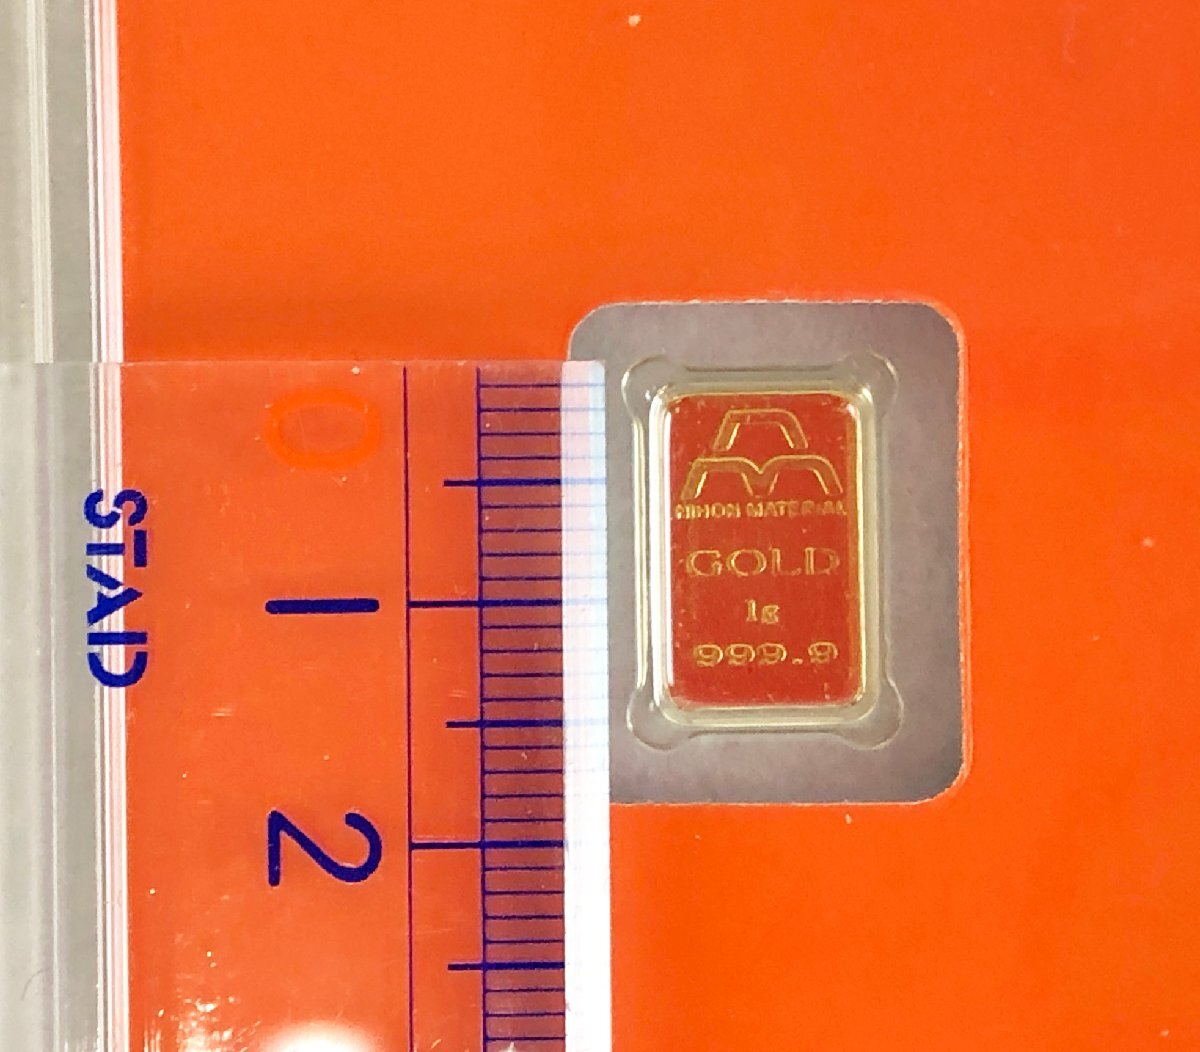 NIHON MATERIAL
GOLD
1g
999.9
0
1
2
STAD